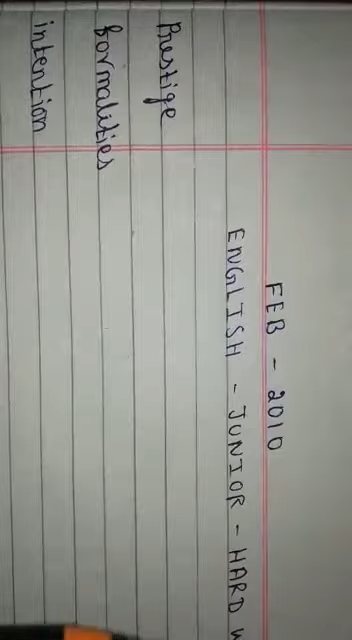 FEB - 2010
ENGLISH - JUNIOR - HARD
Prestige
formalities
intention